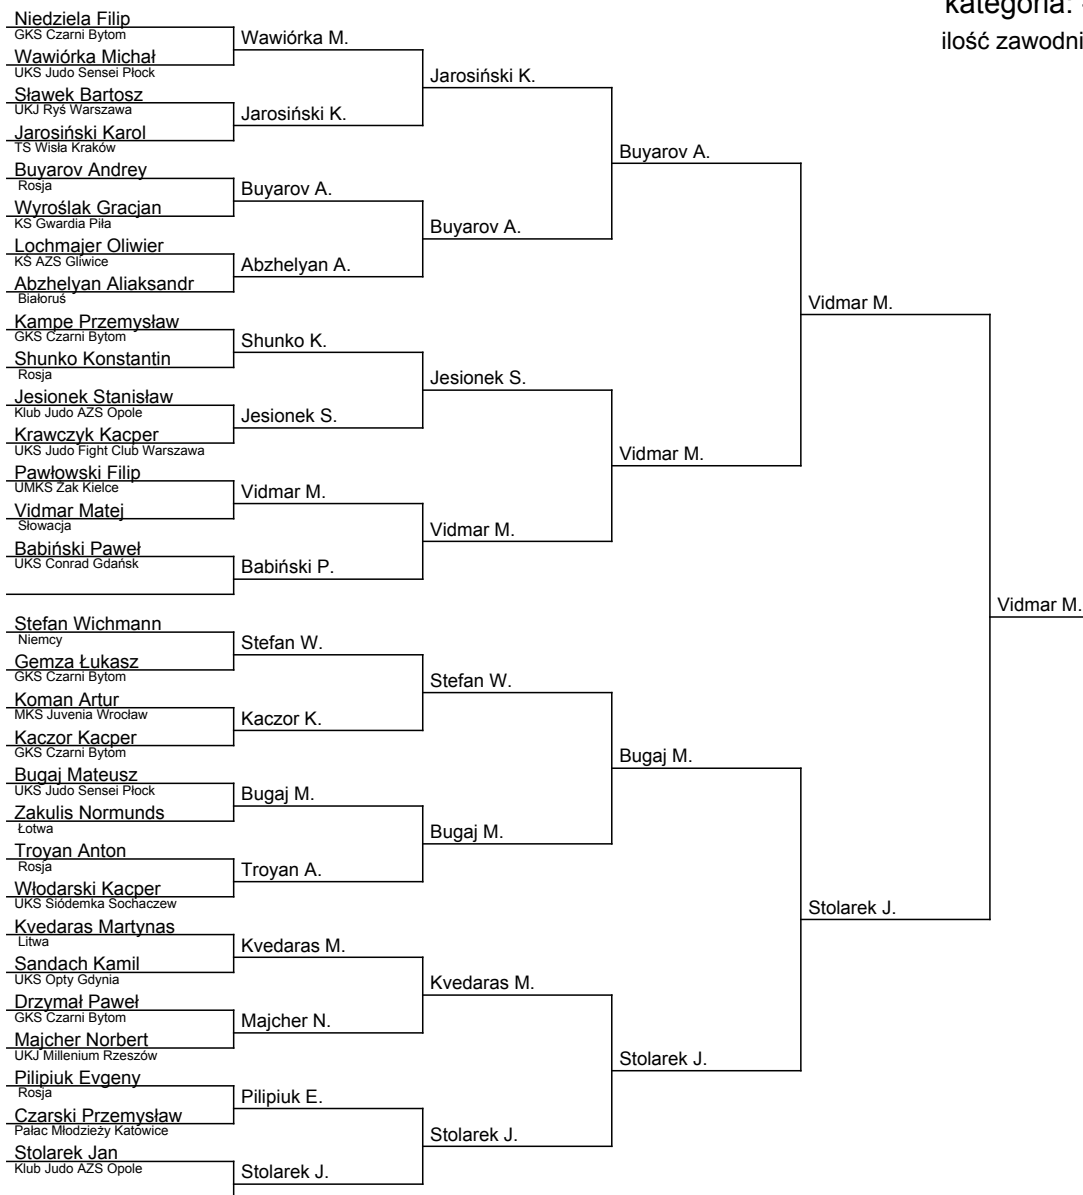 kategoria:
ilość zawodni
Niedziela Filip
GKS Czarni Bytom
Wawiórka Michał
UKS Judo Sensei Płock
Sławek Bartosz
UKJ Ryś Warszawa
Jarosiński Karol
TS Wisła Kraków
Buyarov Andrey
Rosja
Wyroślak Gracjan
KS Gwardia Piła
Lochmajer Oliwier
KŚ AZS Gliwice
Abzhelyan Aliaksandr
Białoruś
Kampe Przemysław
GKS Czarni Bytom
Shunko Konstantin
Rosja
Jesionek Stanisław
Klub Judo AZS Opole
Krawczyk Kacper
UKS Judo Fight Club Warszawa
Pawłowski Filip
UMKS Żak Kielce
Vidmar Matej
Słowacja
Babiński Paweł
UKS Conrad Gdańsk
Stefan Wichmann
Niemcy
Gemza Łukasz
GKS Czarni Bytom
Koman Artur
MKS Juvenia Wrocław
Kaczor Kacper
GKS Czarni Bytom
Bugaj Mateusz
UKS Judo Sensei Płock
Zakulis Normunds
Łotwa
Troyan Anton
Rosja
Włodarski Kacper
UKS Siódemka Sochaczew
Kvedaras Martynas
Litwa
Sandach Kamil
UKS Opty Gdynia
Drzymał Paweł
GKS Czarni Bytom
Majcher Norbert
UKJ Millenium Rzeszów
Pilipiuk Evgeny
Rosja
Czarski Przemysław
Pałac Młodzieży Katowice
Stolarek Jan
Klub Judo AZS Opole
Wawiórka M.
Jarosiński K.
Buyarov A.
Abzhelyan A.
Shunko K.
Jesionek S.
Vidmar M.
Babiński P.
Stefan W.
Kaczor K.
Bugaj M.
Troyan A.
Kvedaras M.
Majcher N.
Pilipiuk E.
Stolarek J.
Jarosiński K.
Buyarov A.
Jesionek S.
Vidmar M.
Stefan W.
Bugaj M.
Kvedaras M.
Stolarek J.
Buyarov A.
Vidmar M.
Bugaj M.
Stolarek J.
Vidmar M.
Stolarek J.
Vidmar M.